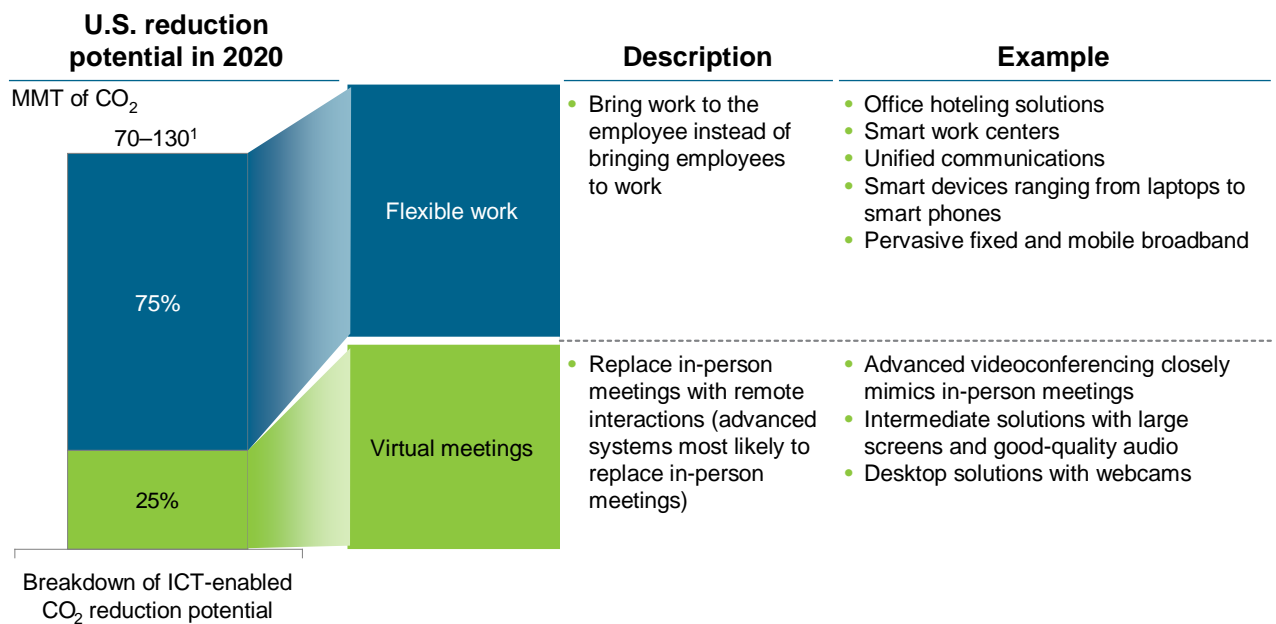 U.S. reduction
potential in 2020
Description
Example
MMT of CO₂
70–130¹
75%
25%
Breakdown of ICT-enabled
CO₂ reduction potential
Flexible work
• Bring work to the
employee instead of
bringing employees
to work
• Office hoteling solutions
• Smart work centers
• Unified communications
• Smart devices ranging from laptops to
smart phones
• Pervasive fixed and mobile broadband
Virtual meetings
• Replace in-person
meetings with remote
interactions (advanced
systems most likely to
replace in-person
meetings)
• Advanced videoconferencing closely
mimics in-person meetings
• Intermediate solutions with large
screens and good-quality audio
• Desktop solutions with webcams